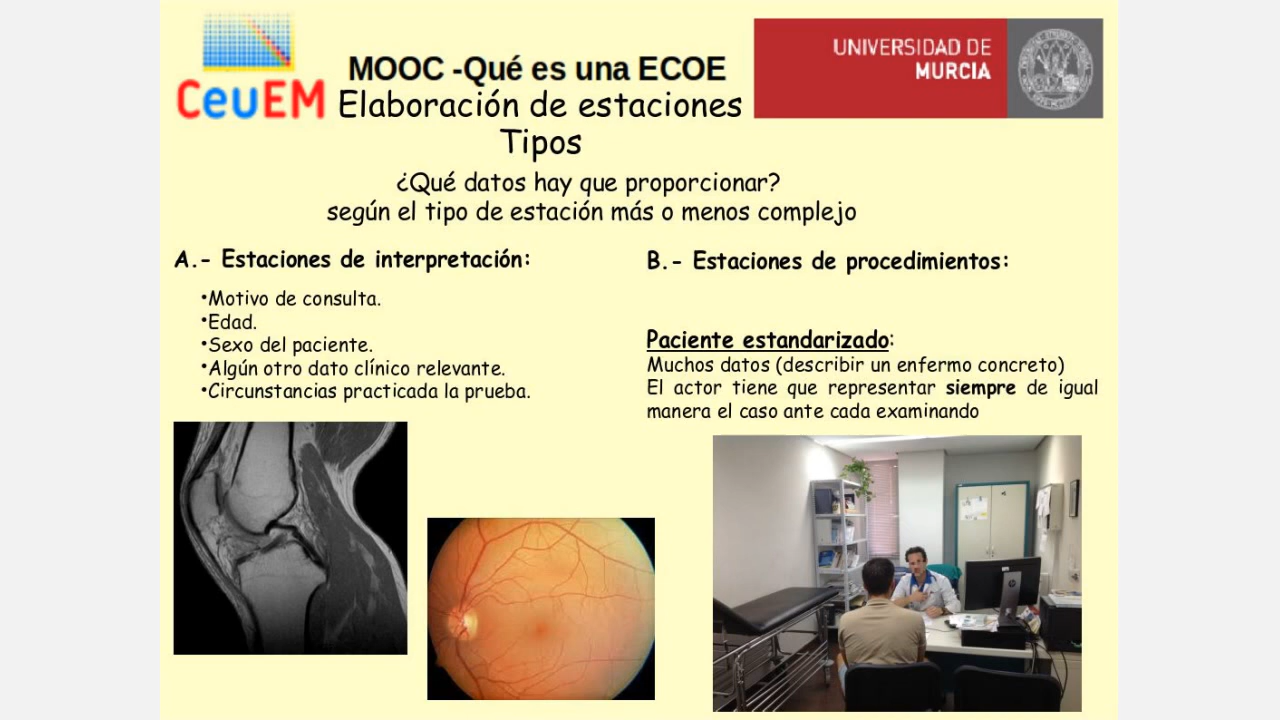 CeuEM
MOOC -Qué es una ECOE
Elaboración de estaciones
Tipos
UNIVERSIDAD DE
MURCIA
¿Qué datos hay que proporcionar?
según el tipo de estación más o menos complejo
A.- Estaciones de interpretación:
•Motivo de consulta.
•Edad.
•Sexo del paciente.
•Algún otro dato clínico relevante.
•Circunstancias practicada la prueba.
B.- Estaciones de procedimientos:
Paciente estandarizado:
Muchos datos (describir un enfermo concreto)
El actor tiene que representar siempre de igual
manera el caso ante cada examinando